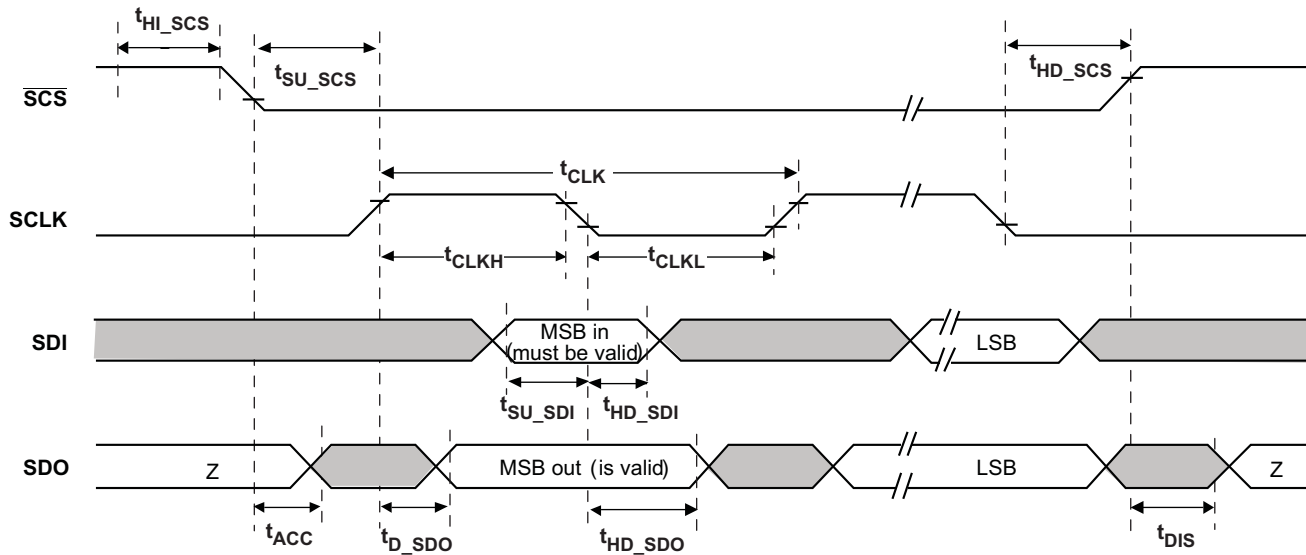 tHI_SCS
tSU_SCS
tHD_SCS
SCS
tCLK
SCLK
tCLKH
tCLKL
SDI
MSB in
(must be valid)
LSB
tSU_SDI
tHD_SDI
SDO
Z
MSB out (is valid)
LSB
Z
tACC
tD_SDO
tHD_SDO
tDIS